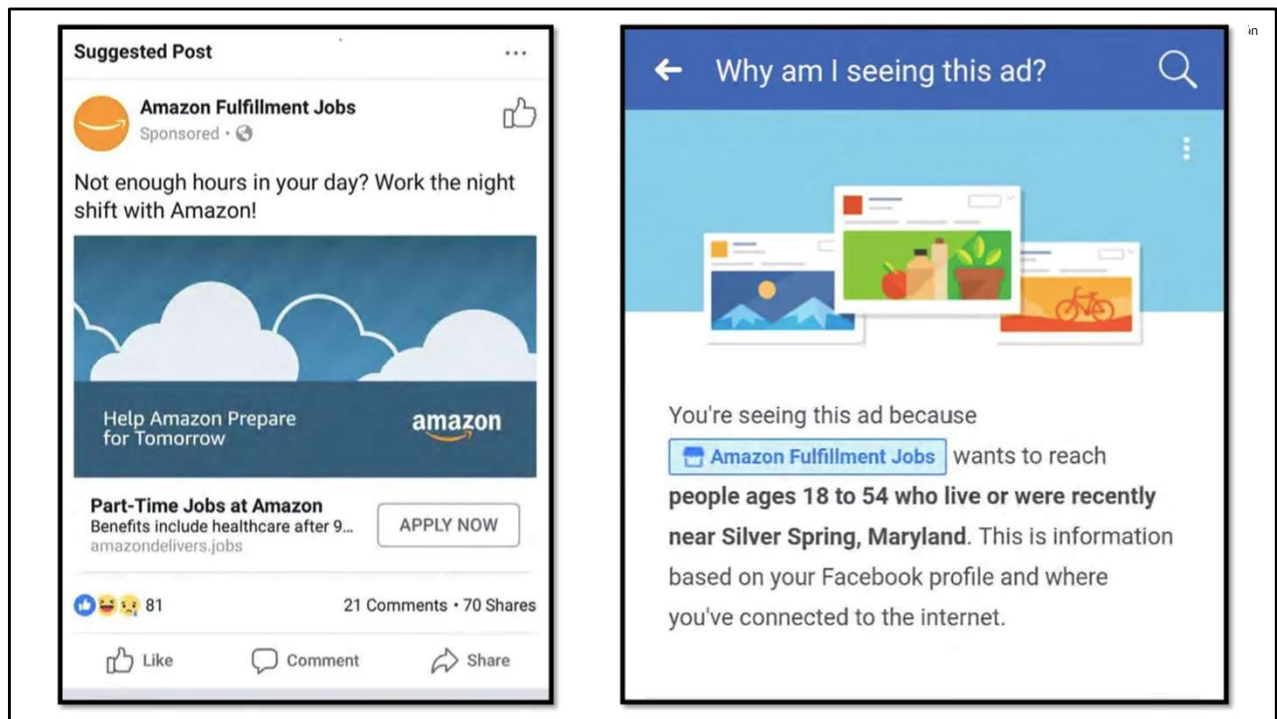 Suggested Post
Amazon Fulfillment Jobs
Sponsored ·
Not enough hours in your day? Work the night
shift with Amazon!
Help Amazon Prepare
for Tomorrow
amazon
Part-Time Jobs at Amazon
Benefits include healthcare after 9...
amazondelivers.jobs
APPLY NOW
81
21 Comments • 70 Shares
Like
Comment
Share
Why am I seeing this ad?
You're seeing this ad because
Amazon Fulfillment Jobs wants to reach
people ages 18 to 54 who live or were recently
near Silver Spring, Maryland. This is information
based on your Facebook profile and where
you've connected to the internet.